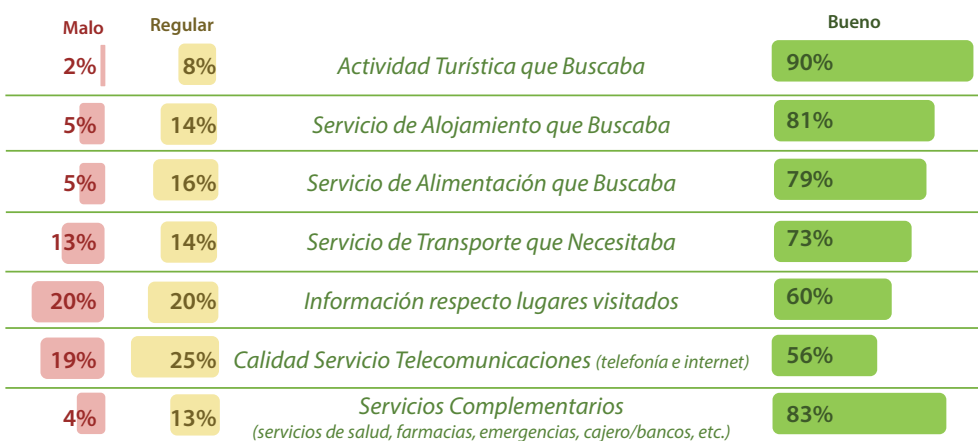 Malo Regular Bueno
2% 8% Actividad Turística que Buscaba 90%
5% 14% Servicio de Alojamiento que Buscaba 81%
5% 16% Servicio de Alimentación que Buscaba 79%
13% 14% Servicio de Transporte que Necesitaba 73%
20% 20% Información respecto lugares visitados 60%
19% 25% Calidad Servicio Telecomunicaciones (telefonía e internet) 56%
4% 13% Servicios Complementarios 83%
(servicios de salud, farmacias, emergencias, cajero/bancos, etc.)